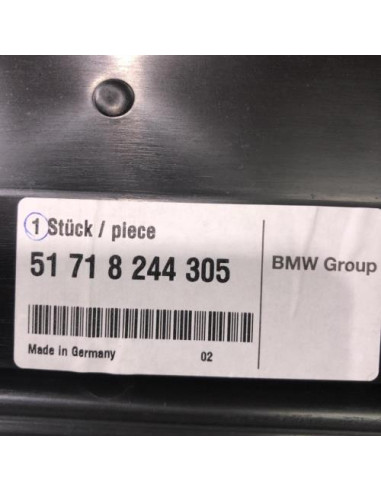 1 Stück / piece
51 71 8 244 305
BMW Group
Made in Germany 02